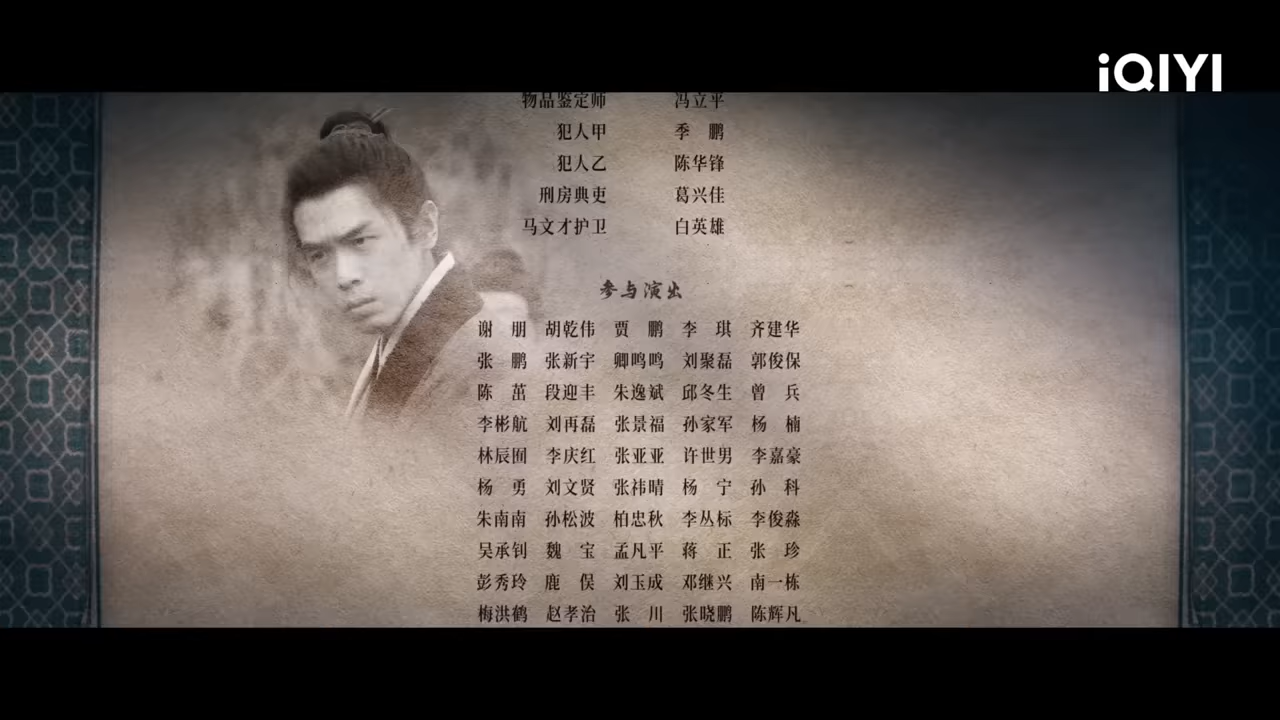 iQIYI
物品鉴定师 冯立平
犯人甲 季 鹏
犯人乙 陈华锋
刑房典吏 葛兴佳
马文才护卫 白英雄
参与演出
谢 朋 胡乾伟 贾 鹏 李 琪 齐建华
张 鹏 张新宇 卿鸣鸣 刘聚磊 郭俊保
陈 茁 段迎丰 朱逸斌 邱冬生 曾 兵
李彬航 刘再磊 张景福 孙家军 杨 楠
林辰囿 李庆红 张亚亚 许世男 李嘉豪
杨 勇 刘文贤 张祎晴 杨 宁 孙 科
朱南南 孙松波 柏忠秋 李丛标 李俊淼
吴承钊 魏 宝 孟凡平 蒋 正 张 珍
彭秀玲 鹿 俣 刘玉成 邓继兴 南一栋
梅洪鹤 赵孝治 张 川 张晓鹏 陈辉凡